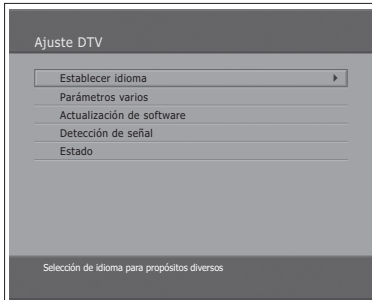 Ajuste DTV
Establecer idioma
Parámetros varios
Actualización de software
Detección de señal
Estado
Selección de idioma para propósitos diversos